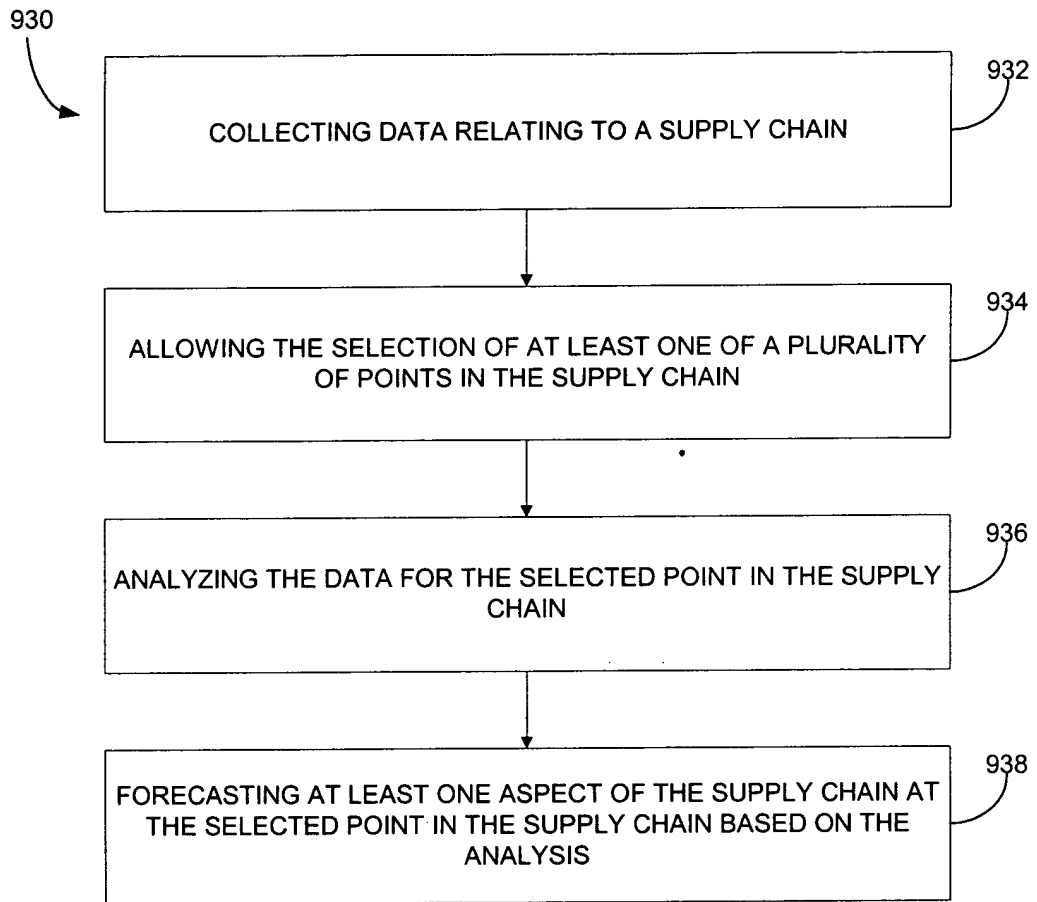 930
932
COLLECTING DATA RELATING TO A SUPPLY CHAIN
934
ALLOWING THE SELECTION OF AT LEAST ONE OF A PLURALITY
OF POINTS IN THE SUPPLY CHAIN
936
ANALYZING THE DATA FOR THE SELECTED POINT IN THE SUPPLY
CHAIN
938
FORECASTING AT LEAST ONE ASPECT OF THE SUPPLY CHAIN AT
THE SELECTED POINT IN THE SUPPLY CHAIN BASED ON THE
ANALYSIS